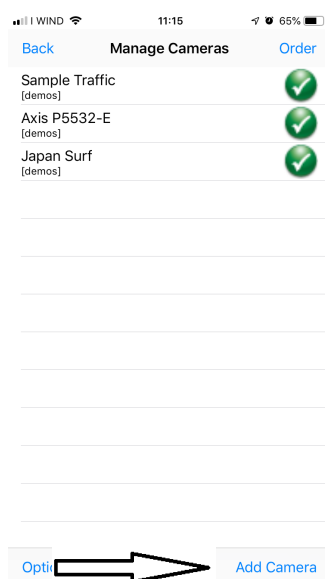 I WIND 11:15 65%
Back Manage Cameras Order
Sample Traffic
[demos]
Axis P5532-E
[demos]
Japan Surf
[demos]
Add Camera